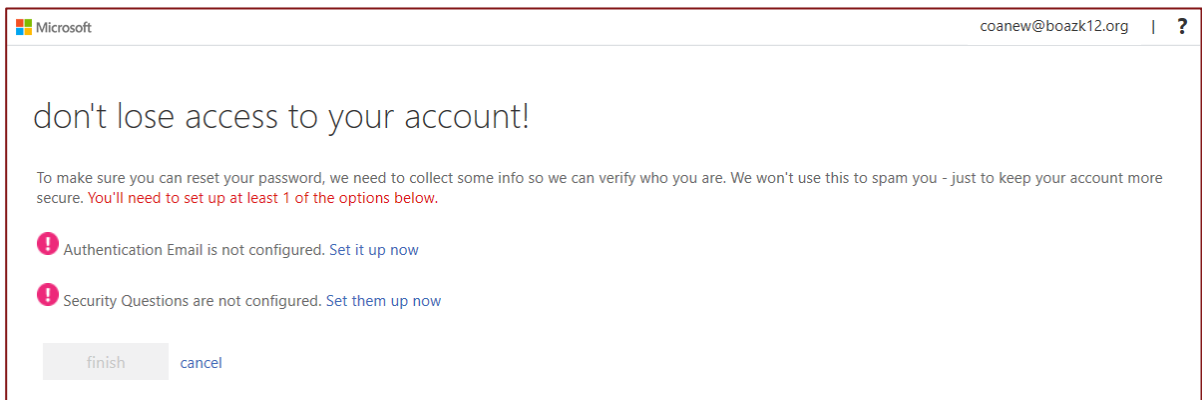 Microsoft
coanew@boazk12.org | ?
don't lose access to your account!
To make sure you can reset your password, we need to collect some info so we can verify who you are. We won't use this to spam you - just to keep your account more
secure. You'll need to set up at least 1 of the options below.
! Authentication Email is not configured. Set it up now
! Security Questions are not configured. Set them up now
finish cancel